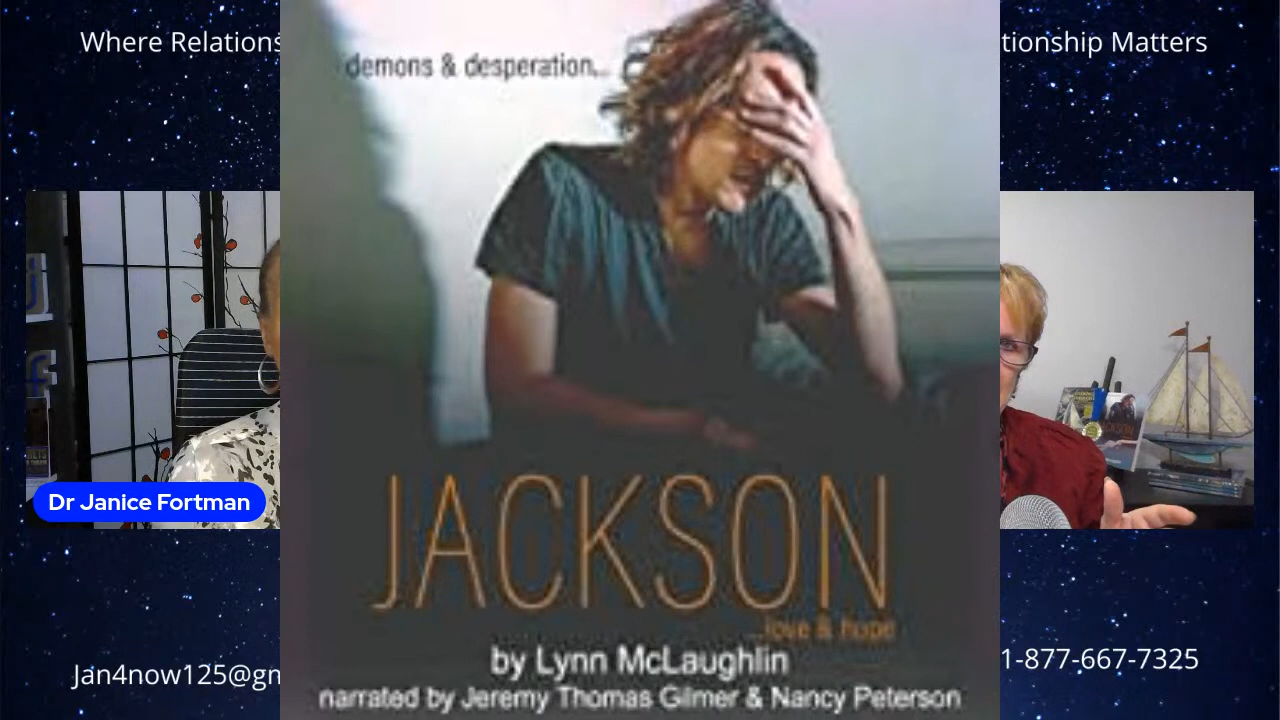 Where Relations
tionship Matters
demons & desperation...
Dr Janice Fortman
JACKSON
JACKSON
...love & hope
by Lynn McLaughlin
narrated by Jeremy Thomas Gilmer & Nancy Peterson
Jan4now125@gm
1-877-667-7325